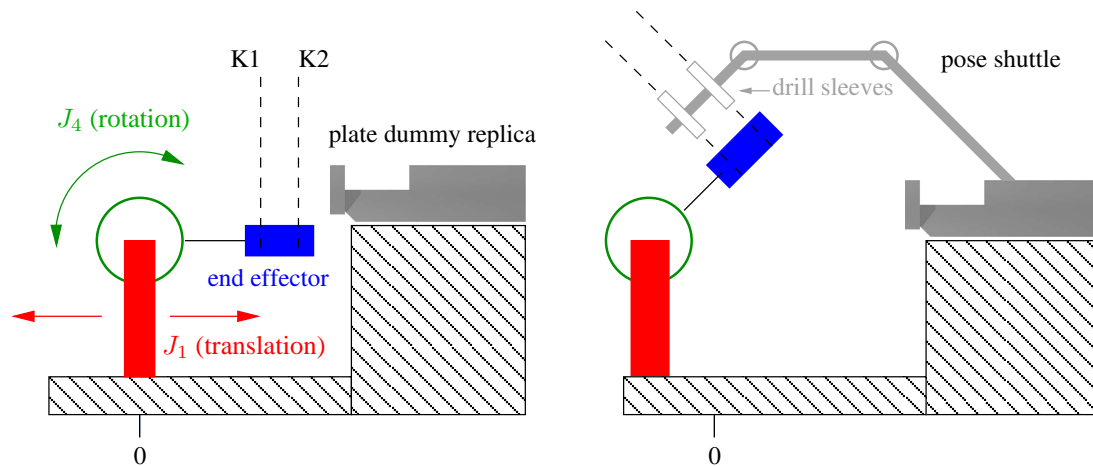 K1 K2
J₄ (rotation)
plate dummy replica
end effector
J₁ (translation)
0
pose shuttle
drill sleeves
0